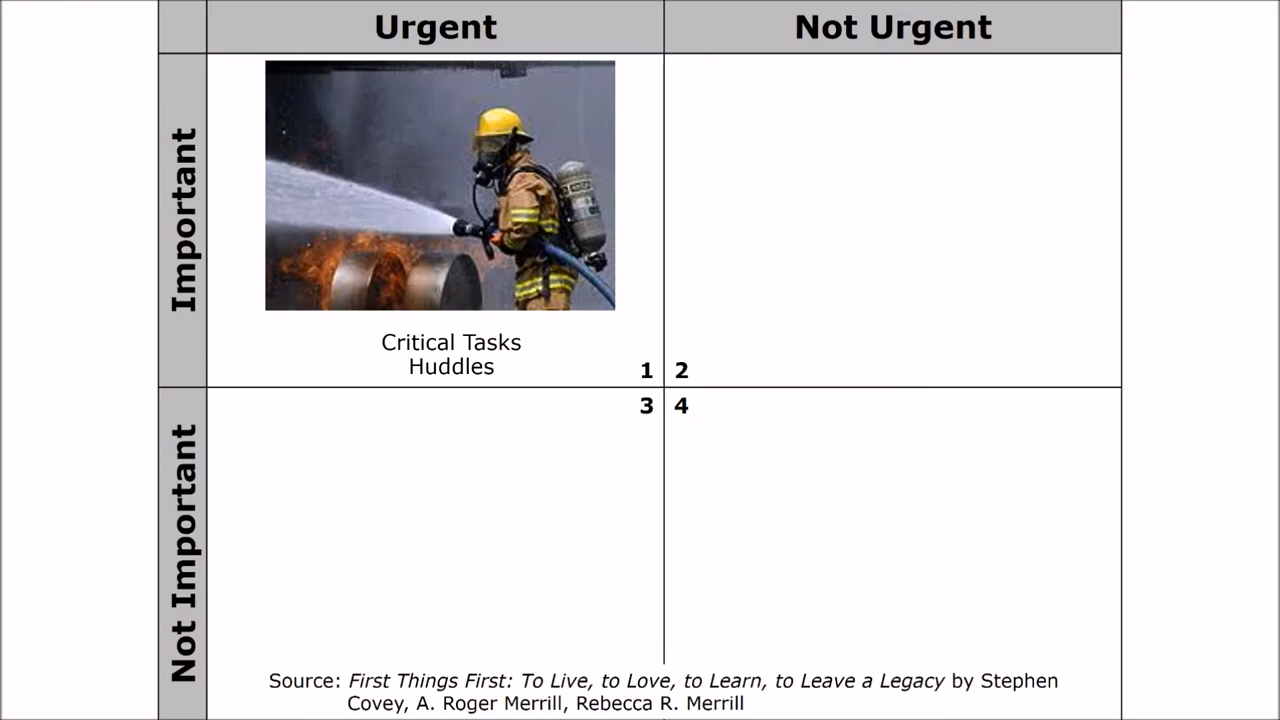 Urgent
Not Urgent
Important
Critical Tasks
Huddles
1
2
3
4
Not Important
Source: First Things First: To Live, to Love, to Learn, to Leave a Legacy by Stephen
Covey, A. Roger Merrill, Rebecca R. Merrill